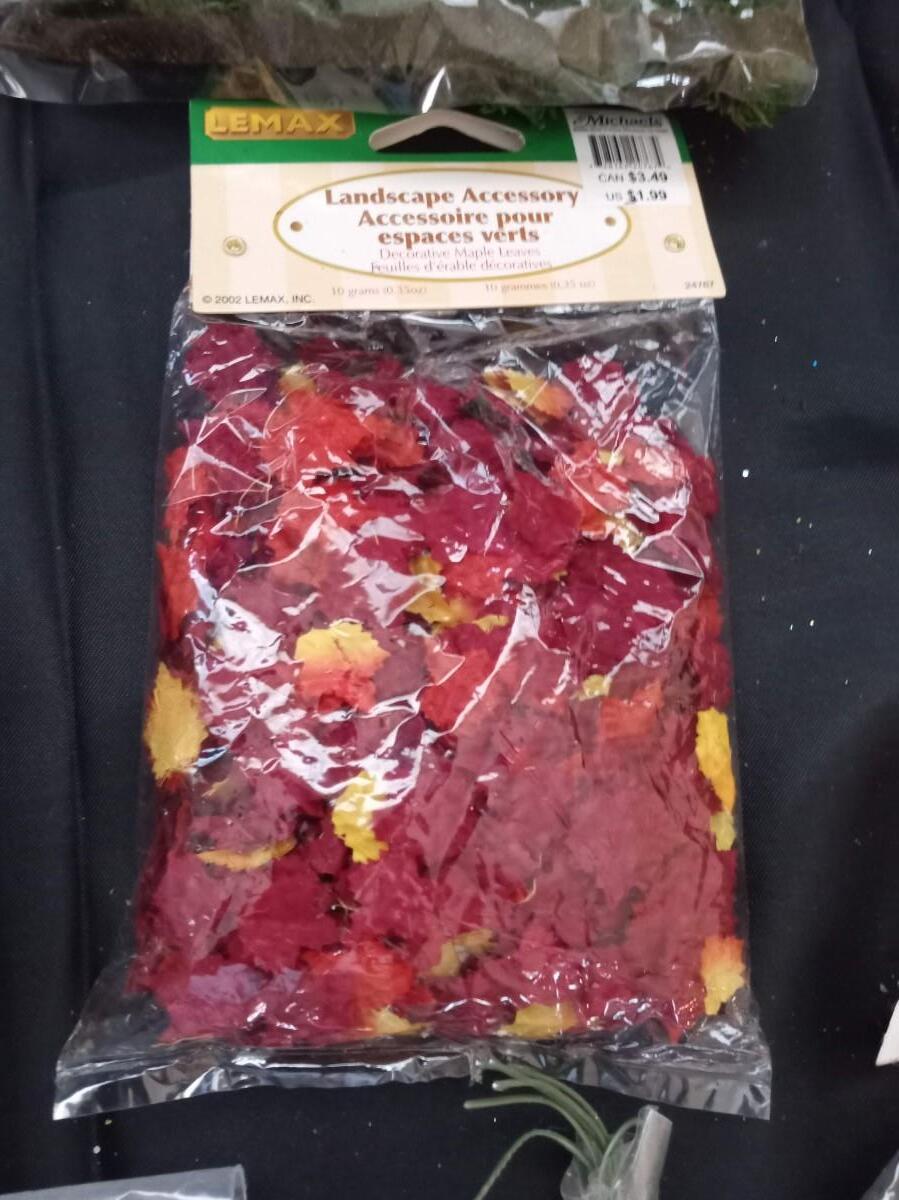 LEMAX
Michaels
CAN $3.49
US $1.99
Landscape Accessory
Accessoire pour
espaces verts
Decorative Maple Leaves
Feuilles d'érable décoratives
10 grams (0.35oz) 10 grammes (0,35 oz)
© 2002 LEMAX, INC. 24767